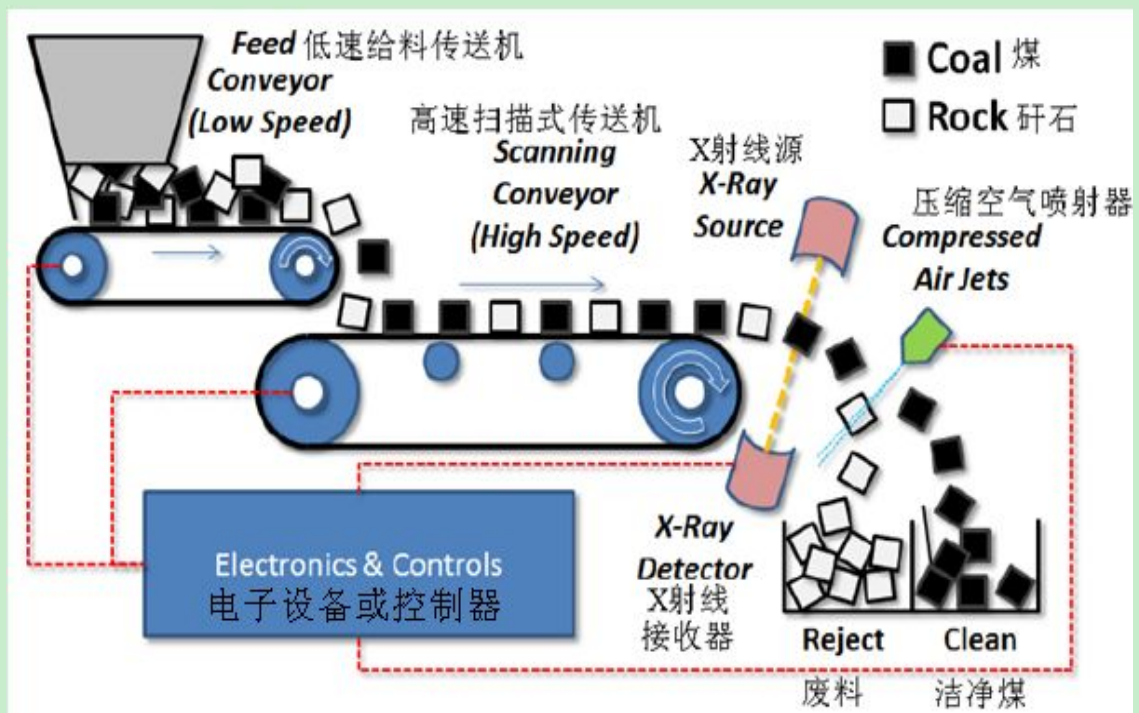 Feed 低速给料传送机
Conveyor
(Low Speed)
高速扫描式传送机
Scanning
Conveyor
(High Speed)
X射线源
X-Ray
Source
Coal 煤
Rock 矸石
压缩空气喷射器
Compressed
Air Jets
Electronics & Controls
电子设备或控制器
X-Ray
Detector
X射线
接收器
Reject
Clean
废料
洁净煤